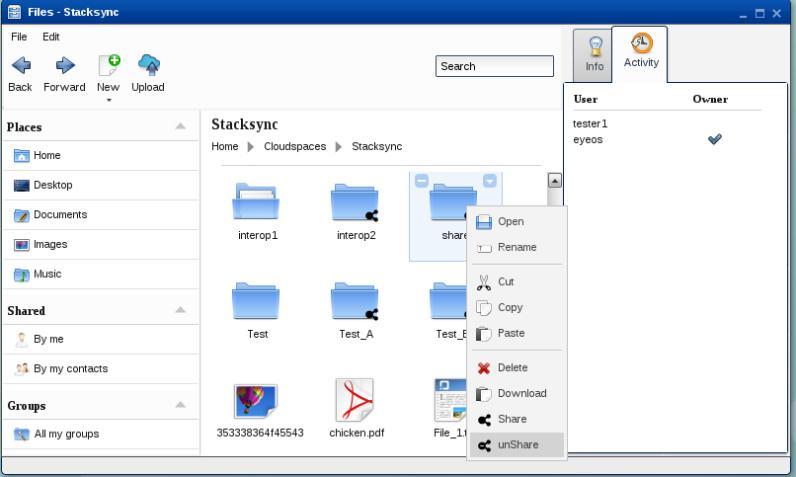 Files - Stacksync
File Edit
Back Forward New Upload
Search
Info
Activity
User Owner
tester1
eyeos
Places
Home
Desktop
Documents
Images
Music
Shared
By me
By my contacts
Groups
All my groups
Stacksync
Home Cloudspaces Stacksync
interop1 interop2 share
Test Test_A Test_
353338364f45543 chicken.pdf File_1.
Open
Rename
Cut
Copy
Paste
Delete
Download
Share
unShare